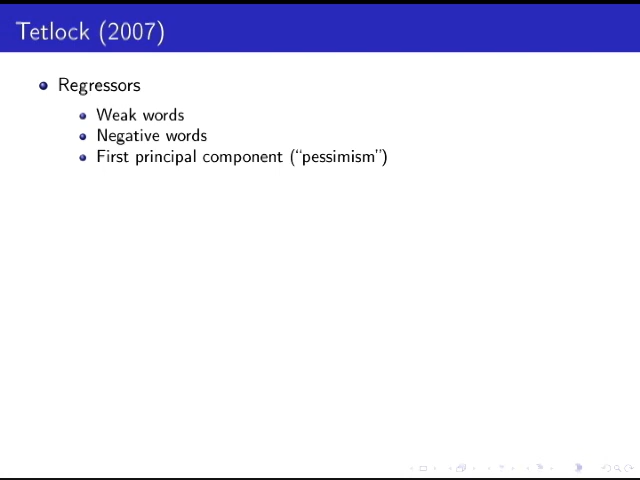 Tetlock (2007)
Regressors
Weak words
Negative words
First principal component (“pessimism”)